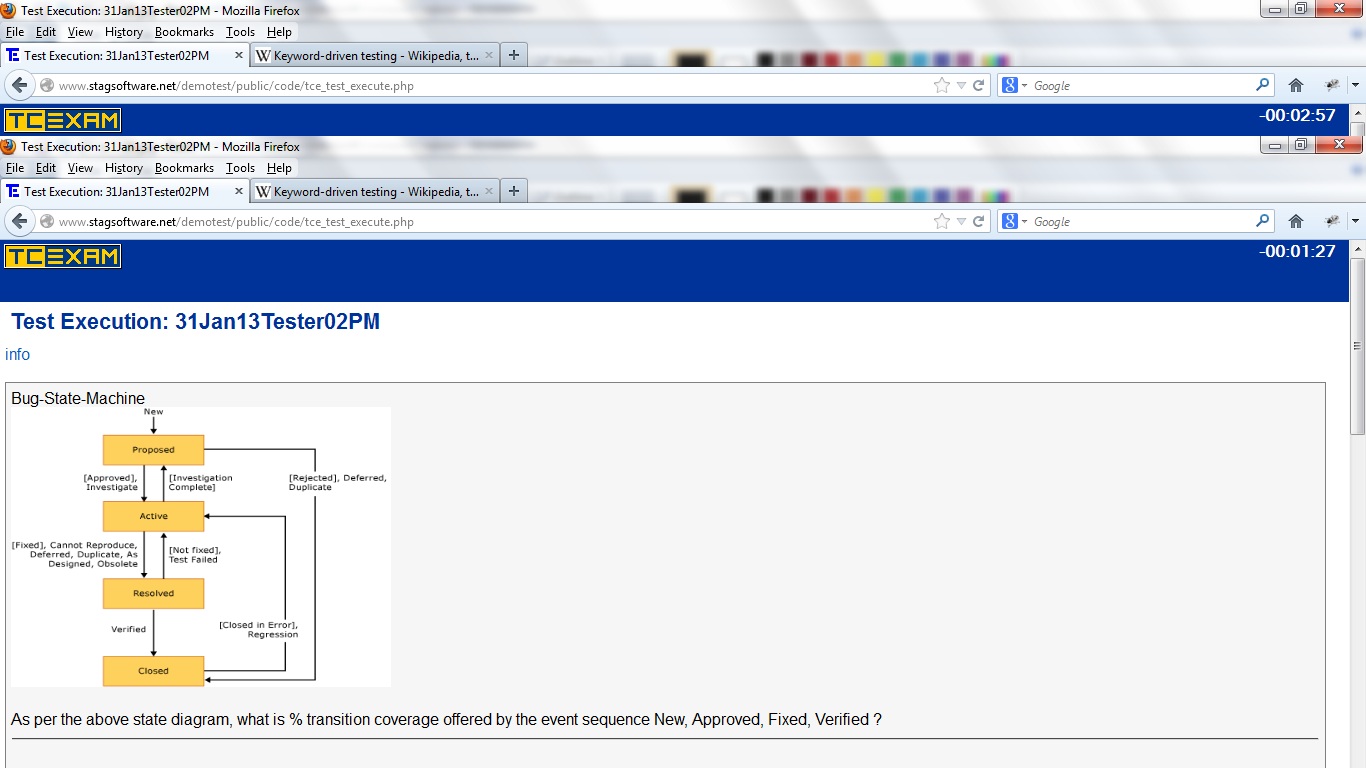 Test Execution: 31Jan13Tester02PM - Mozilla Firefox
File Edit View History Bookmarks Tools Help
Test Execution: 31Jan13Tester02PM × Keyword-driven testing - Wikipedia, t... × +
www.stagsoftware.net/demotest/public/code/tce_test_execute.php Google
TCEXAM -00:02:57
Test Execution: 31Jan13Tester02PM - Mozilla Firefox
File Edit View History Bookmarks Tools Help
Test Execution: 31Jan13Tester02PM × Keyword-driven testing - Wikipedia, t... × +
www.stagsoftware.net/demotest/public/code/tce_test_execute.php Google
TCEXAM -00:01:27
Test Execution: 31Jan13Tester02PM
info
Bug-State-Machine
New
Proposed
[Approved],
Investigate
[Investigation
Complete]
[Rejected], Deferred,
Duplicate
Active
[Fixed], Cannot Reproduce,
Deferred, Duplicate, As
Designed, Obsolete
[Not fixed],
Test Failed
Resolved
Verified
[Closed in Error],
Regression
Closed
As per the above state diagram, what is % transition coverage offered by the event sequence New, Approved, Fixed, Verified ?